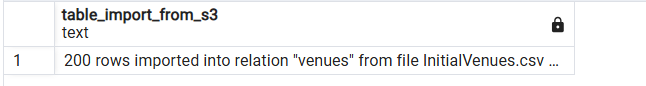 table_import_from_s3
text
1 200 rows imported into relation "venues" from file InitialVenues.csv ...